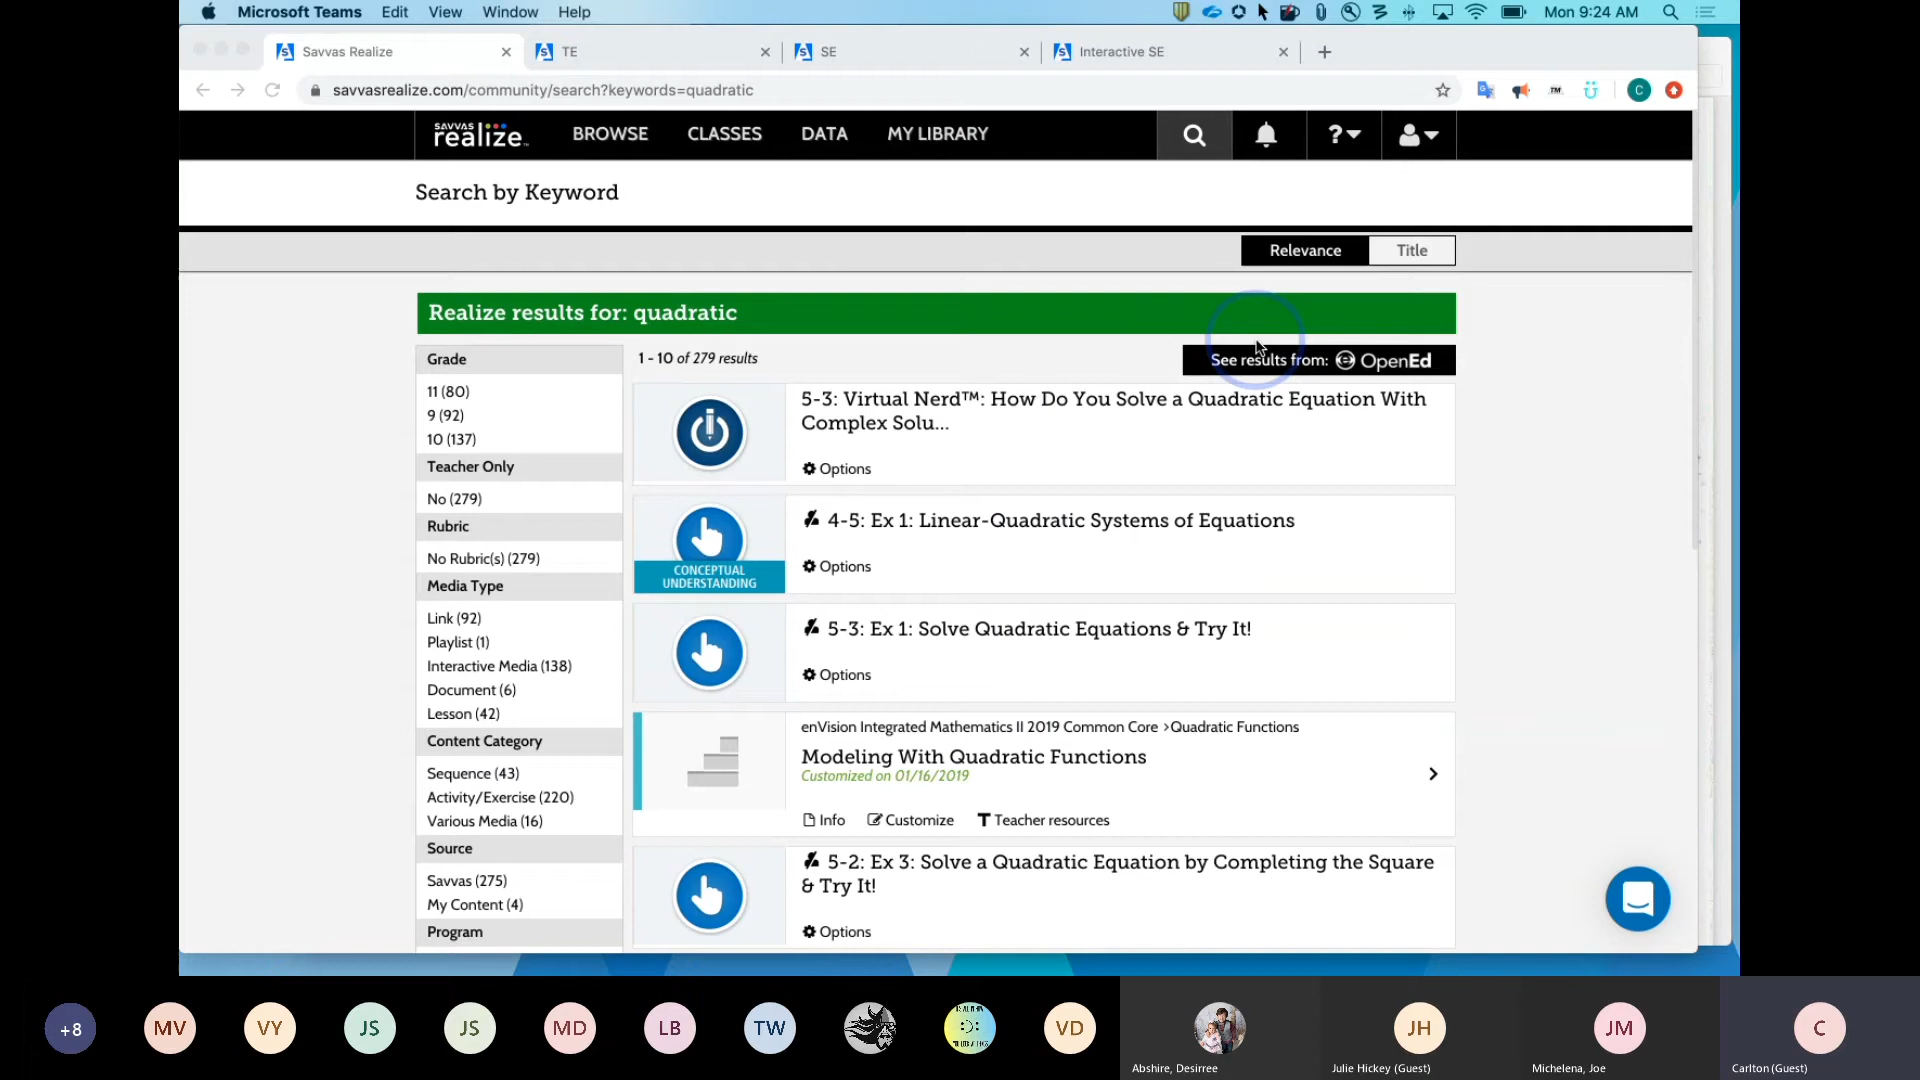 Microsoft Teams Edit View Window Help
Mon 9:24 AM
Savvas Realize
TE
SE
Interactive SE
savvasrealize.com/community/search?keywords=quadratic
TM
C
SAVVAS
realize
BROWSE CLASSES DATA MY LIBRARY
?
Search by Keyword
Relevance Title
Realize results for: quadratic
Grade
11 (80)
9 (92)
10 (137)
Teacher Only
No (279)
Rubric
No Rubric(s) (279)
Media Type
Link (92)
Playlist (1)
Interactive Media (138)
Document (6)
Lesson (42)
Content Category
Sequence (43)
Activity/Exercise (220)
Various Media (16)
Source
Savvas (275)
My Content (4)
Program
1 - 10 of 279 results
See results from: OpenEd
5-3: Virtual Nerd™: How Do You Solve a Quadratic Equation With
Complex Solu...
Options
CONCEPTUAL
UNDERSTANDING
4-5: Ex 1: Linear-Quadratic Systems of Equations
Options
5-3: Ex 1: Solve Quadratic Equations & Try It!
Options
enVision Integrated Mathematics II 2019 Common Core >Quadratic Functions
Modeling With Quadratic Functions
Customized on 01/16/2019
Info Customize T Teacher resources
5-2: Ex 3: Solve a Quadratic Equation by Completing the Square
& Try It!
Options
+8 MV VY JS JS MD LB TW VD JH JM C
Abshire, Desirree
Julie Hickey (Guest)
Michelena, Joe
Carlton (Guest)